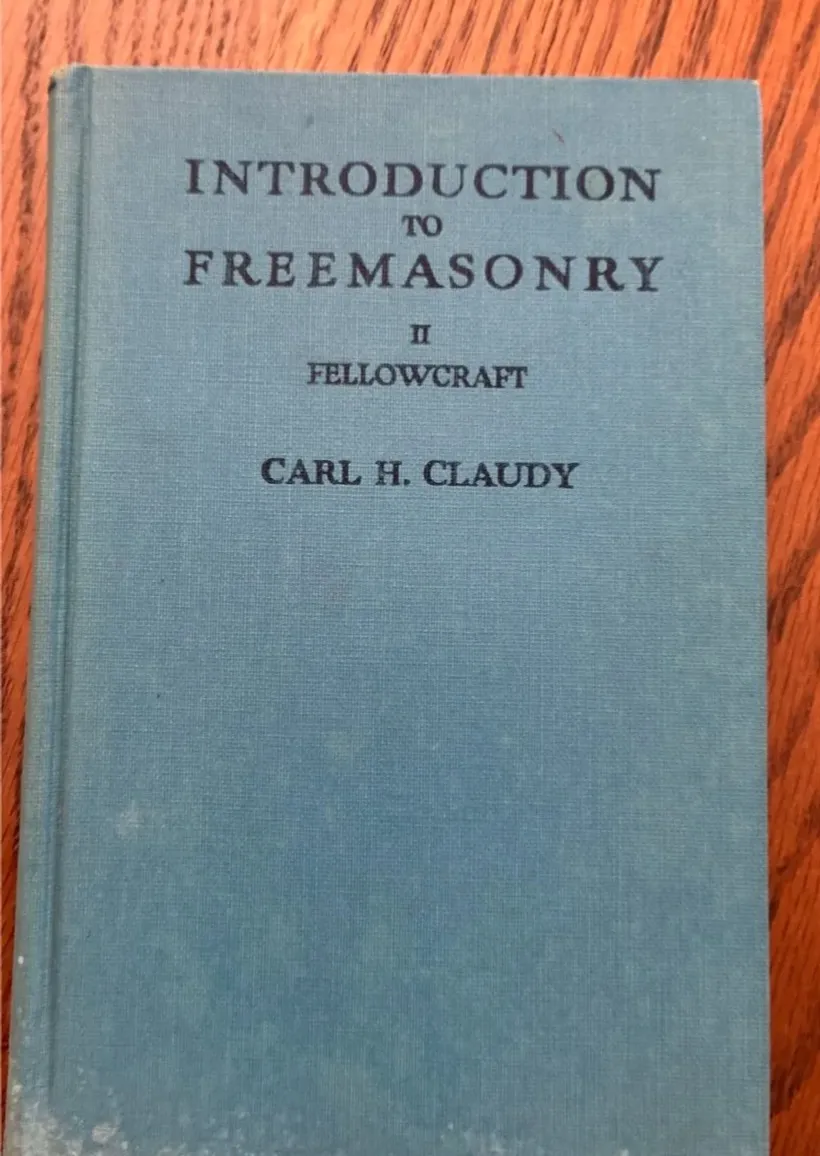 INTRODUCTION
TO
FREEMASONRY
II
FELLOWCRAFT
CARL H. CLAUDY